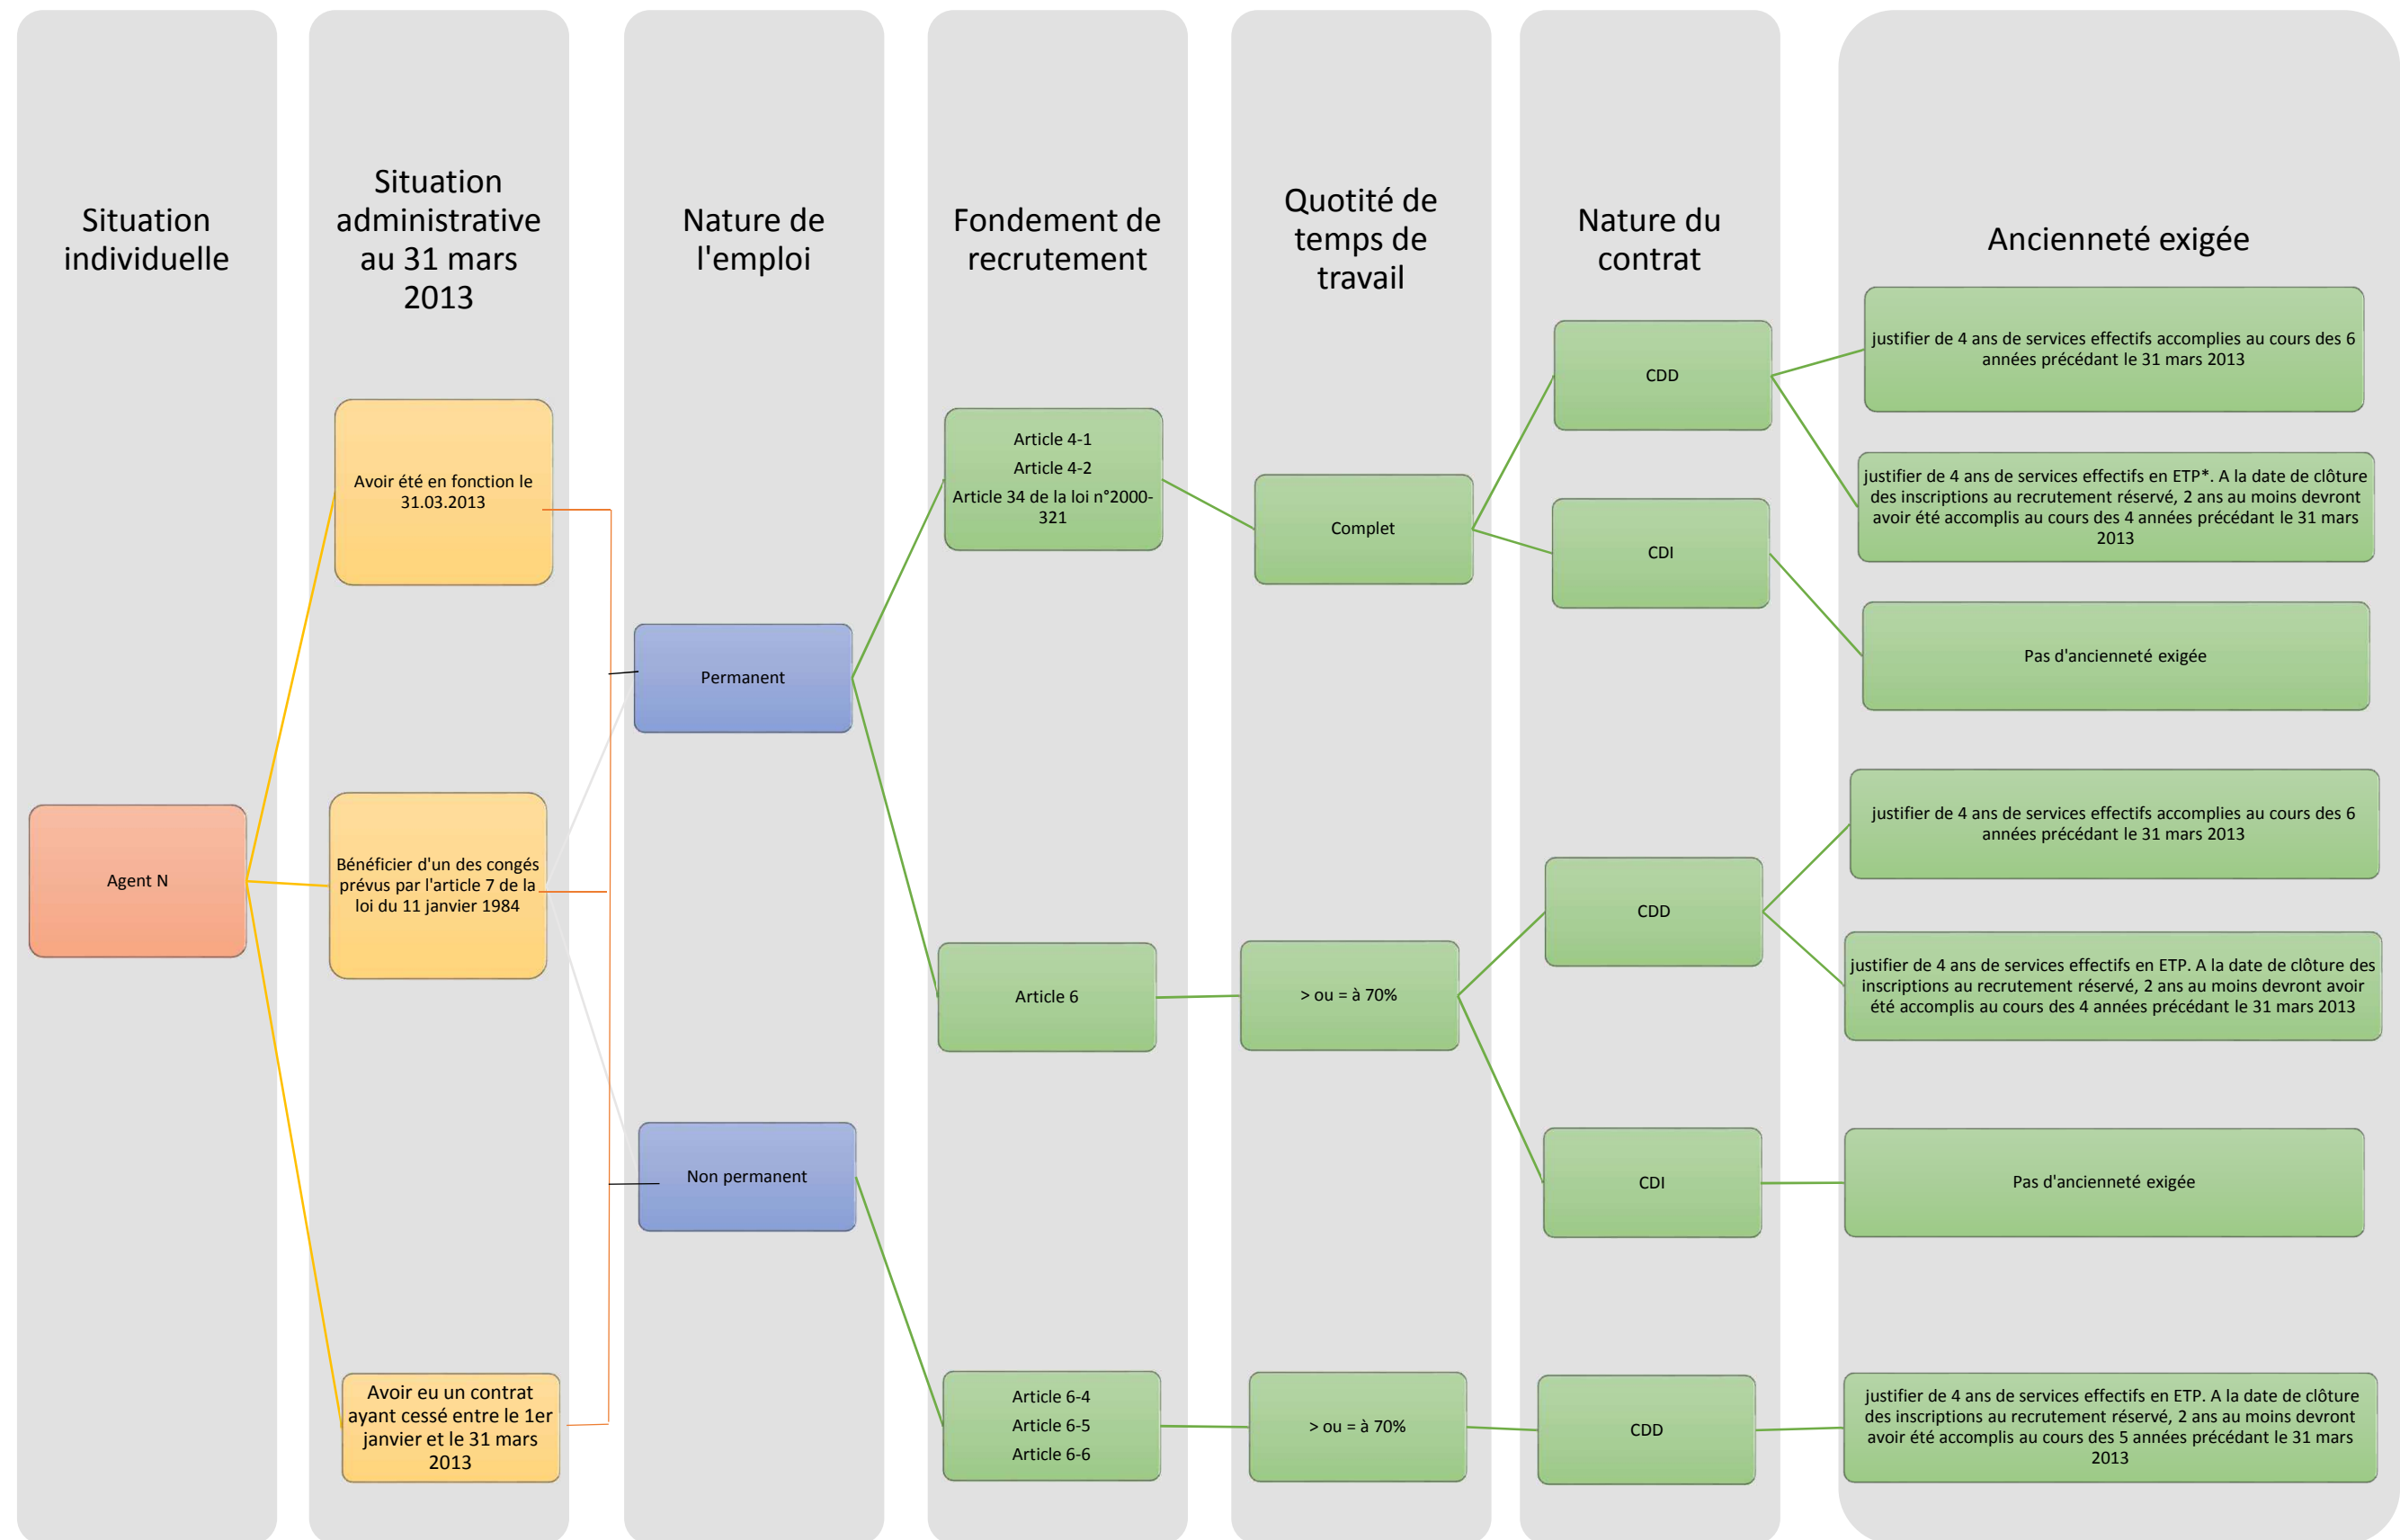 Situation
individuelle
Situation
administrative
au 31 mars
2013
Nature de
l'emploi
Fondement de
recrutement
Quotité de
temps de
travail
Nature du
contrat
Ancienneté exigée
Agent N
Avoir été en fonction le
31.03.2013
Bénéficier d'un des congés
prévus par l'article 7 de la
loi du 11 janvier 1984
Avoir eu un contrat
ayant cessé entre le 1er
janvier et le 31 mars
2013
Permanent
Non permanent
Article 4-1
Article 4-2
Article 34 de la loi n°2000-
321
Article 6
Article 6-4
Article 6-5
Article 6-6
Complet
> ou = à 70%
> ou = à 70%
CDD
CDI
CDD
CDI
CDD
justifier de 4 ans de services effectifs accomplies au cours des 6
années précédant le 31 mars 2013
justifier de 4 ans de services effectifs en ETP*. A la date de clôture
des inscriptions au recrutement réservé, 2 ans au moins devront
avoir été accomplis au cours des 4 années précédant le 31 mars
2013
Pas d'ancienneté exigée
justifier de 4 ans de services effectifs accomplies au cours des 6
années précédant le 31 mars 2013
justifier de 4 ans de services effectifs en ETP. A la date de clôture des
inscriptions au recrutement réservé, 2 ans au moins devront avoir
été accomplis au cours des 4 années précédant le 31 mars 2013
Pas d'ancienneté exigée
justifier de 4 ans de services effectifs en ETP. A la date de clôture
des inscriptions au recrutement réservé, 2 ans au moins devront
avoir été accomplis au cours des 5 années précédant le 31 mars
2013